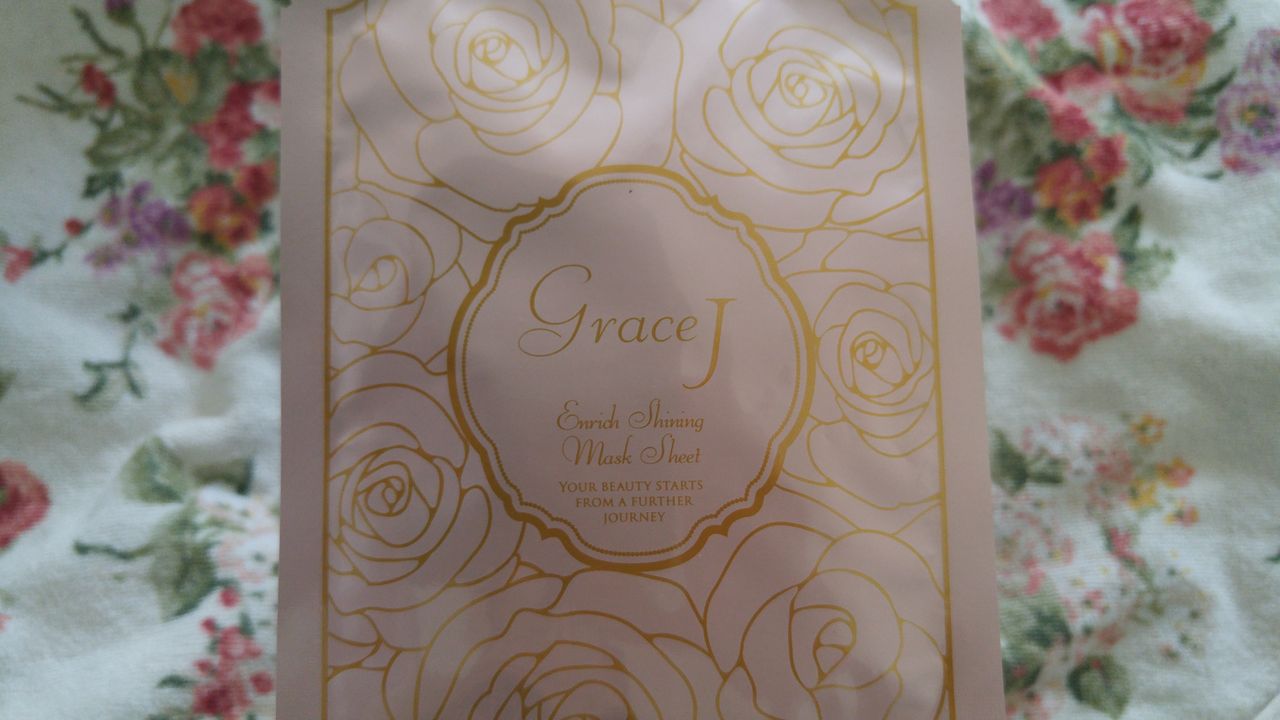 Grace J
Enrich Shining
Mask Sheet
YOUR BEAUTY STARTS
FROM A FURTHER
JOURNEY